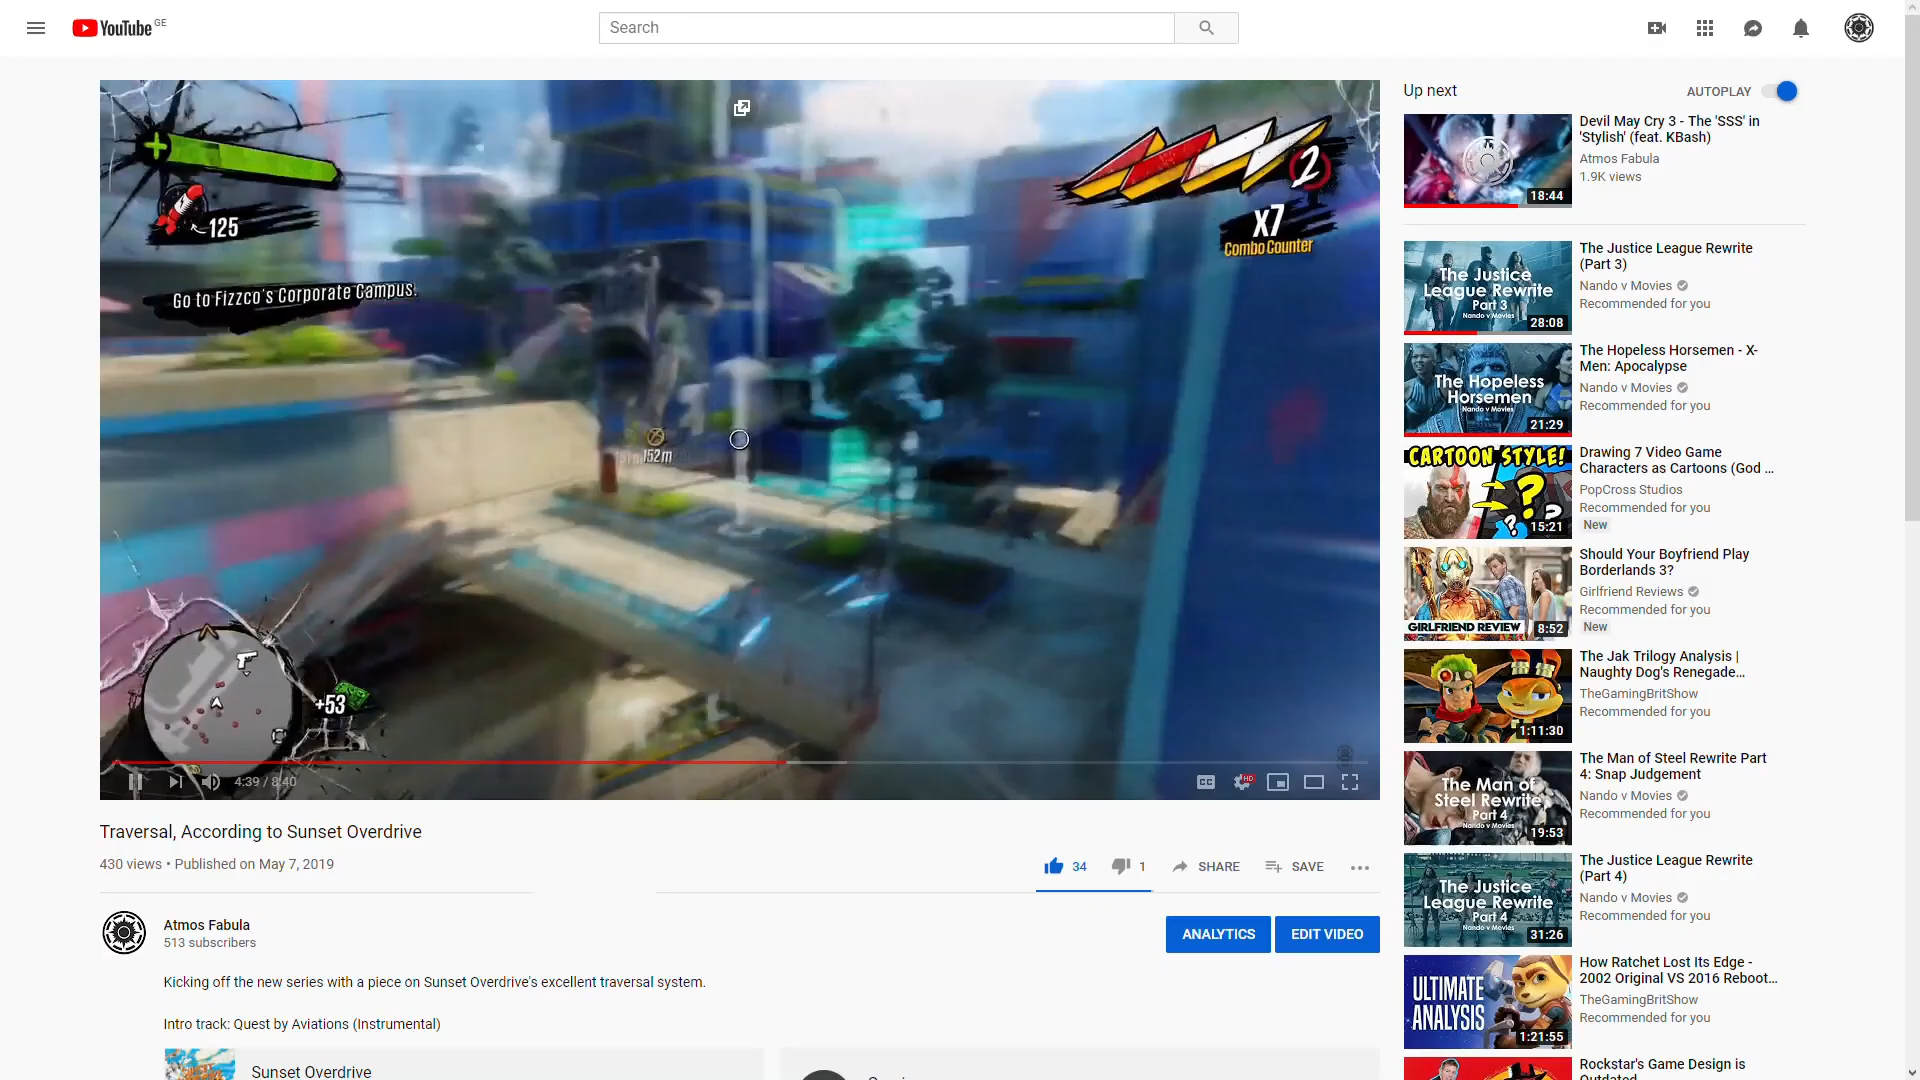 YouTube GE
Search
125
Go to Fizzco's Corporate Campus.
2
X7
Combo Counter
152m
+53
4:39 / 8:40
CC
HD
Traversal, According to Sunset Overdrive
430 views • Published on May 7, 2019
34
1
SHARE
SAVE
Atmos Fabula
513 subscribers
ANALYTICS
EDIT VIDEO
Kicking off the new series with a piece on Sunset Overdrive's excellent traversal system.
Intro track: Quest by Aviations (Instrumental)
Sunset Overdrive
Up next
AUTOPLAY
18:44
Devil May Cry 3 - The 'SSS' in
'Stylish' (feat. KBash)
Atmos Fabula
1.9K views
The Justice
League Rewrite
Part 3
Nando v Movies
28:08
The Justice League Rewrite
(Part 3)
Nando v Movies
Recommended for you
The Hopeless
Horsemen
Nando v Movies
21:29
The Hopeless Horsemen - X-
Men: Apocalypse
Nando v Movies
Recommended for you
CARTOON STYLE!
?
?
?
15:21
Drawing 7 Video Game
Characters as Cartoons (God ...
PopCross Studios
Recommended for you
New
GIRLFRIEND REVIEW
8:52
Should Your Boyfriend Play
Borderlands 3?
Girlfriend Reviews
Recommended for you
New
1:11:30
The Jak Trilogy Analysis |
Naughty Dog's Renegade...
TheGamingBritShow
Recommended for you
The Man of
Steel Rewrite
Part 4
Nando v Movies
19:53
The Man of Steel Rewrite Part
4: Snap Judgement
Nando v Movies
Recommended for you
The Justice
League Rewrite
Part 4
Nando v Movies
31:26
The Justice League Rewrite
(Part 4)
Nando v Movies
Recommended for you
ULTIMATE
ANALYSIS
1:21:55
How Ratchet Lost Its Edge -
2002 Original VS 2016 Reboot...
TheGamingBritShow
Recommended for you
Rockstar's Game Design is
Outdated